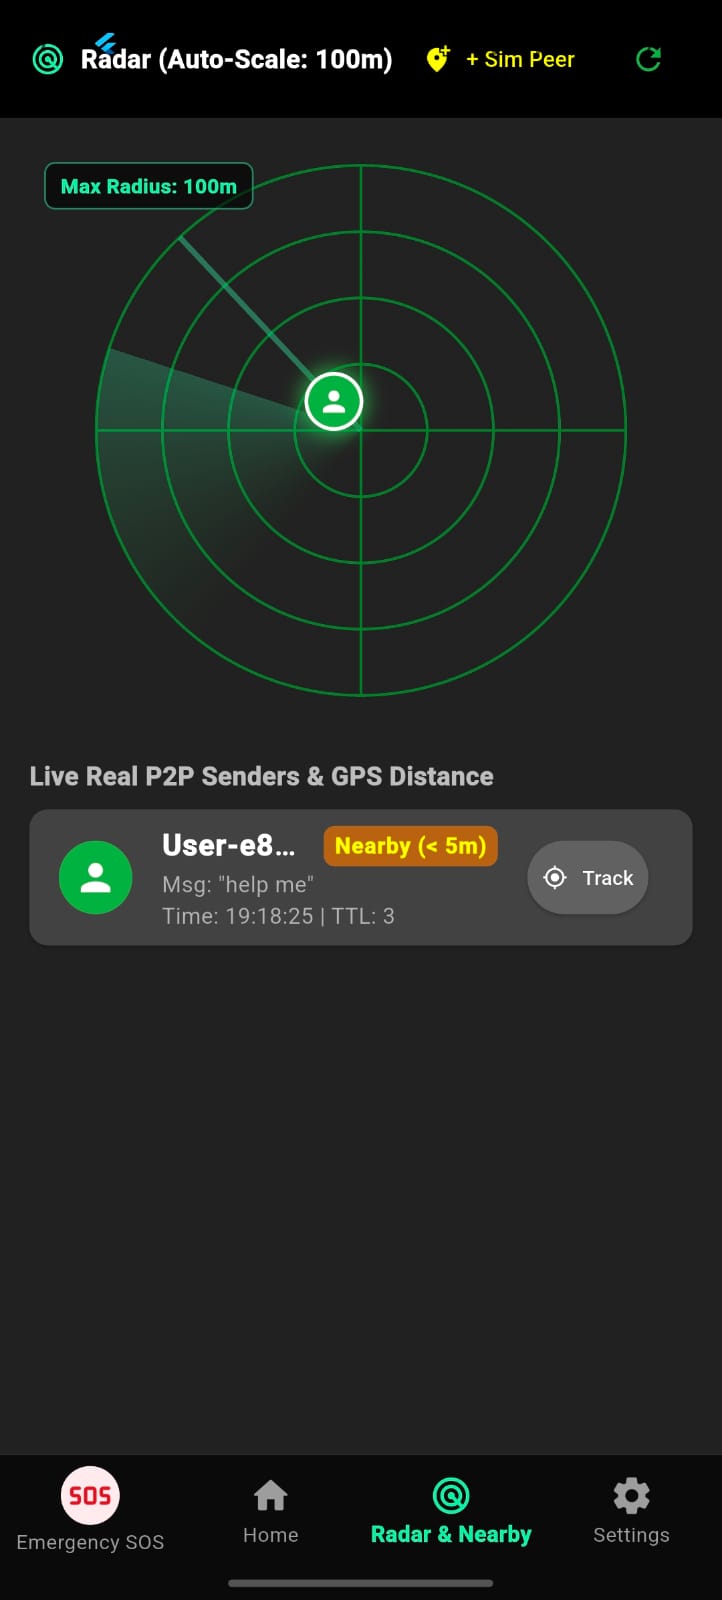 Radar (Auto-Scale: 100m)
+ Sim Peer
Max Radius: 100m
Live Real P2P Senders & GPS Distance
User-e8...
Nearby (< 5m)
Msg: "help me"
Time: 19:18:25 | TTL: 3
Track
SOS
Emergency SOS
Home
Radar & Nearby
Settings